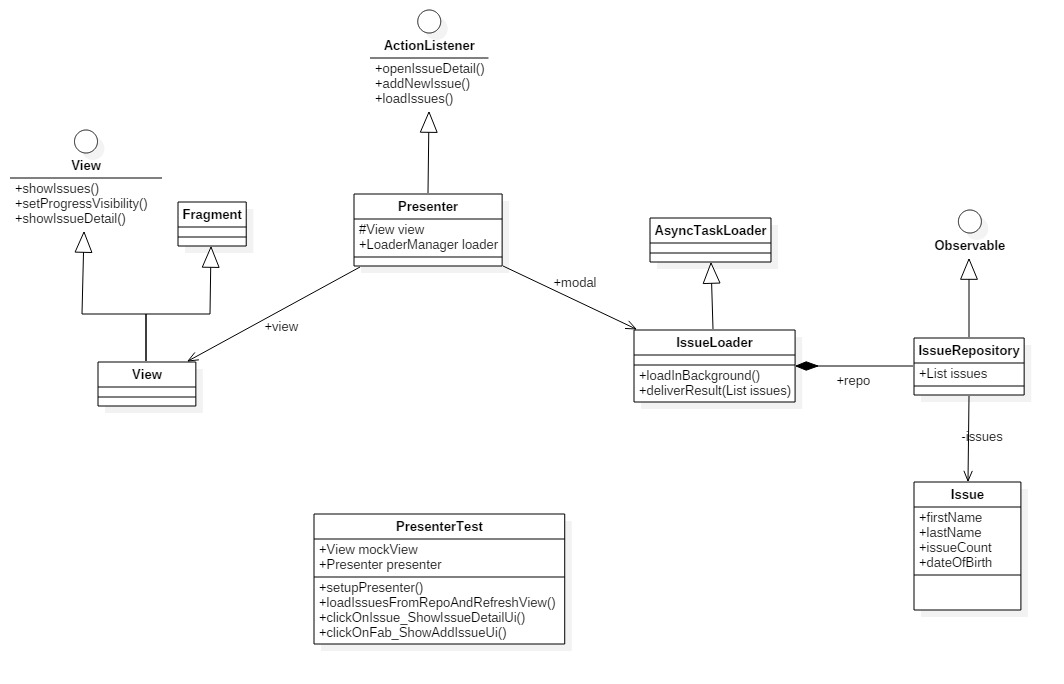 ActionListener
+openIssueDetail()
+addNewIssue()
+loadIssues()
View
+showIssues()
+setProgressVisibility()
+showIssueDetail()
Fragment
Presenter
#View view
+LoaderManager loader
AsyncTaskLoader
Observable
+modal
+view
View
IssueLoader
+loadInBackground()
+deliverResult(List issues)
+repo
IssueRepository
+List issues
-issues
Issue
+firstName
+lastName
+issueCount
+dateOfBirth
PresenterTest
+View mockView
+Presenter presenter
+setupPresenter()
+loadIssuesFromRepoAndRefreshView()
+clickOnIssue_ShowIssueDetailUi()
+clickOnFab_ShowAddIssueUi()